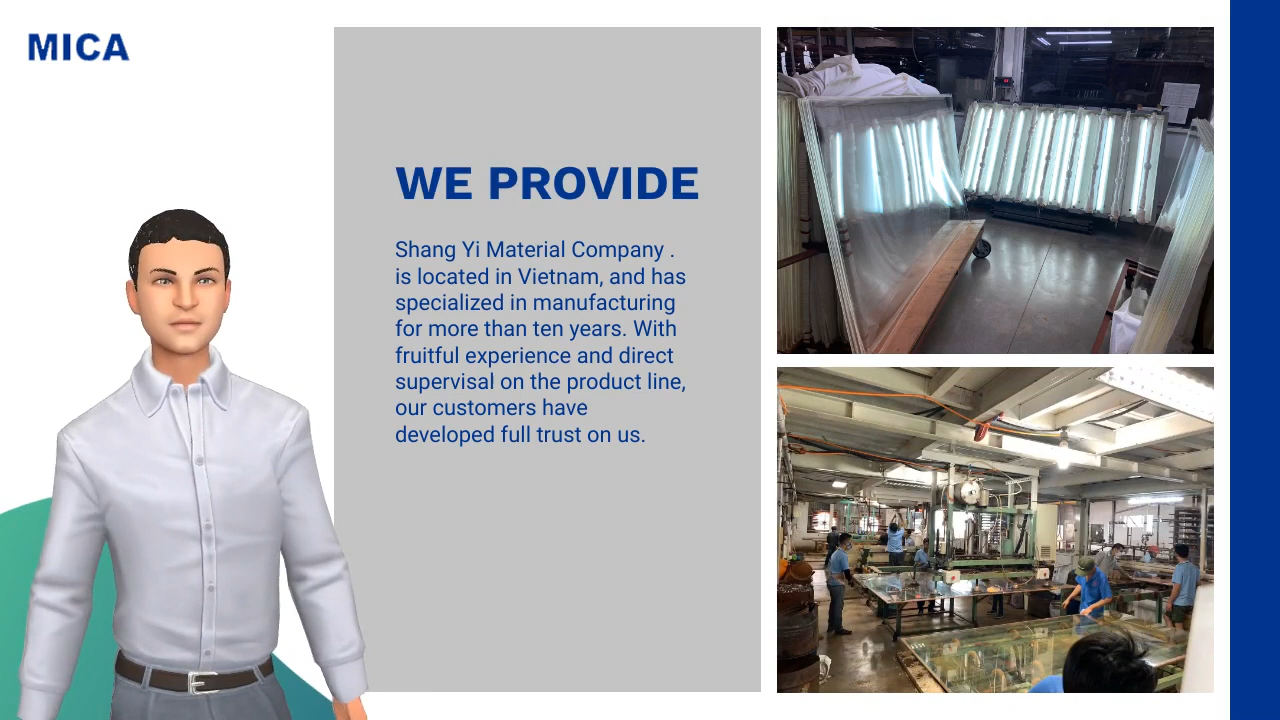 MICA
WE PROVIDE
Shang Yi Material Company .
is located in Vietnam, and has
specialized in manufacturing
for more than ten years. With
fruitful experience and direct
supervisal on the product line,
our customers have
developed full trust on us.